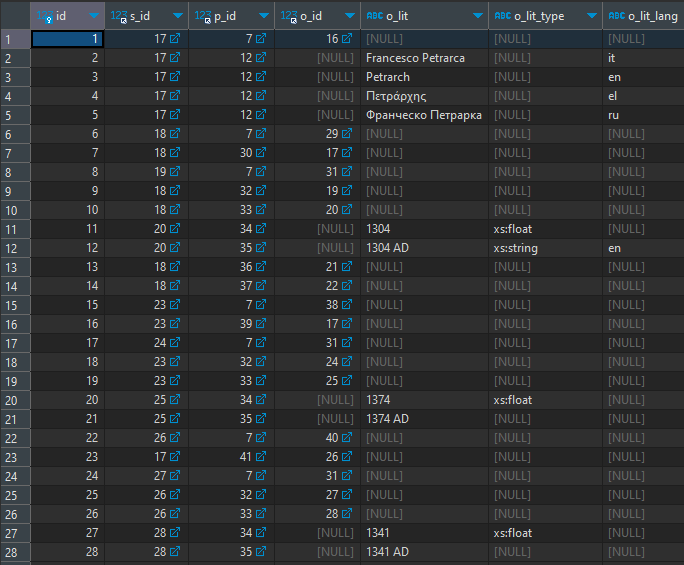 123 id 123 s_id 123 p_id 123 o_id ABC o_lit ABC o_lit_type ABC o_lit_lang
1 1 17 7 16 [NULL] [NULL] [NULL]
2 2 17 12 [NULL] Francesco Petrarca [NULL] it
3 3 17 12 [NULL] Petrarch [NULL] en
4 4 17 12 [NULL] Πετράρχης [NULL] el
5 5 17 12 [NULL] Франческо Петрарка [NULL] ru
6 6 18 7 29 [NULL] [NULL] [NULL]
7 7 18 30 17 [NULL] [NULL] [NULL]
8 8 19 7 31 [NULL] [NULL] [NULL]
9 9 18 32 19 [NULL] [NULL] [NULL]
10 10 18 33 20 [NULL] [NULL] [NULL]
11 11 20 34 [NULL] 1304 xs:float [NULL]
12 12 20 35 [NULL] 1304 AD xs:string en
13 13 18 36 21 [NULL] [NULL] [NULL]
14 14 18 37 22 [NULL] [NULL] [NULL]
15 15 23 7 38 [NULL] [NULL] [NULL]
16 16 23 39 17 [NULL] [NULL] [NULL]
17 17 24 7 31 [NULL] [NULL] [NULL]
18 18 23 32 24 [NULL] [NULL] [NULL]
19 19 23 33 25 [NULL] [NULL] [NULL]
20 20 25 34 [NULL] 1374 xs:float [NULL]
21 21 25 35 [NULL] 1374 AD [NULL] [NULL]
22 22 26 7 40 [NULL] [NULL] [NULL]
23 23 17 41 26 [NULL] [NULL] [NULL]
24 24 27 7 31 [NULL] [NULL] [NULL]
25 25 26 32 27 [NULL] [NULL] [NULL]
26 26 26 33 28 [NULL] [NULL] [NULL]
27 27 28 34 [NULL] 1341 xs:float [NULL]
28 28 28 35 [NULL] 1341 AD [NULL] [NULL]